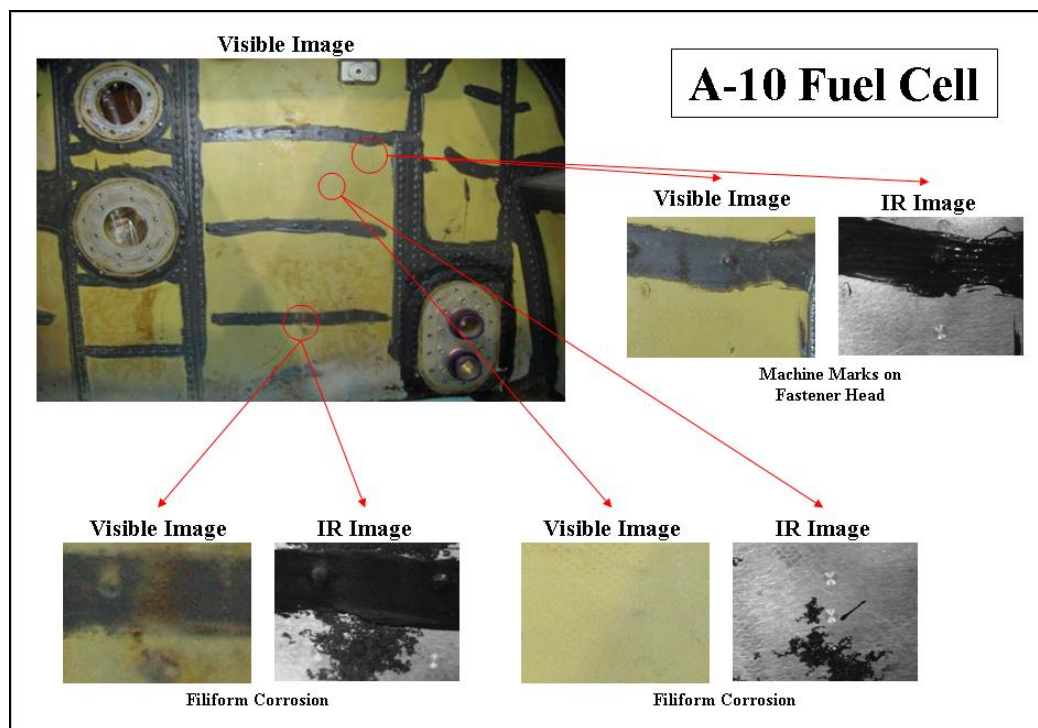 Visible Image
A-10 Fuel Cell
Visible Image
IR Image
Machine Marks on
Fastener Head
Visible Image
IR Image
Visible Image
IR Image
Filiform Corrosion
Filiform Corrosion